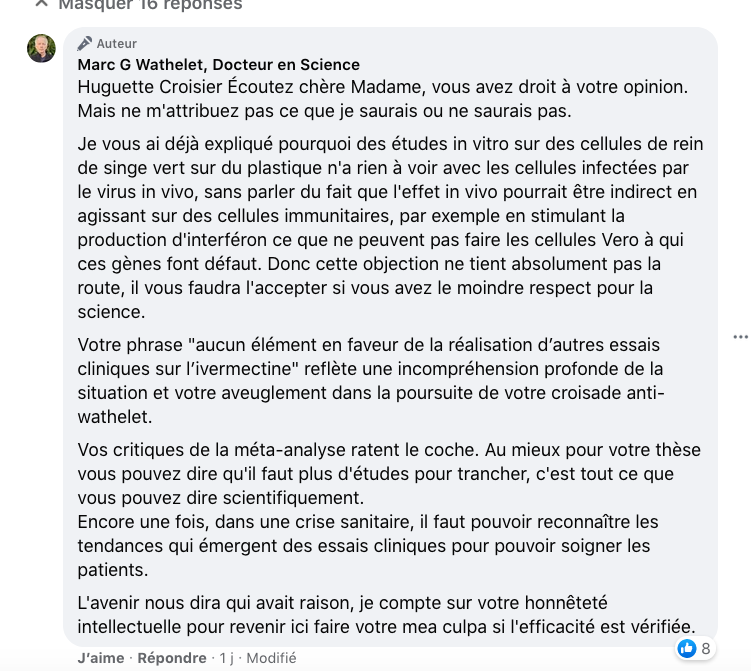 Masquer 16 réponses
Auteur
Marc G Wathelet, Docteur en Science
Huguette Croisier Écoutez chère Madame, vous avez droit à votre opinion.
Mais ne m'attribuez pas ce que je saurais ou ne saurais pas.
Je vous ai déjà expliqué pourquoi des études in vitro sur des cellules de rein
de singe vert sur du plastique n'a rien à voir avec les cellules infectées par
le virus in vivo, sans parler du fait que l'effet in vivo pourrait être indirect en
agissant sur des cellules immunitaires, par exemple en stimulant la
production d'interféron ce que ne peuvent pas faire les cellules Vero à qui
ces gènes font défaut. Donc cette objection ne tient absolument pas la
route, il vous faudra l'accepter si vous avez le moindre respect pour la
science.
Votre phrase "aucun élément en faveur de la réalisation d’autres essais
cliniques sur l’ivermectine" reflète une incompréhension profonde de la
situation et votre aveuglement dans la poursuite de votre croisade anti-
wathelet.
Vos critiques de la méta-analyse ratent le coche. Au mieux pour votre thèse
vous pouvez dire qu'il faut plus d'études pour trancher, c'est tout ce que
vous pouvez dire scientifiquement.
Encore une fois, dans une crise sanitaire, il faut pouvoir reconnaître les
tendances qui émergent des essais cliniques pour pouvoir soigner les
patients.
L'avenir nous dira qui avait raison, je compte sur votre honnêteté
intellectuelle pour revenir ici faire votre mea culpa si l'efficacité est vérifiée.
8
J’aime · Répondre · 1 j · Modifié